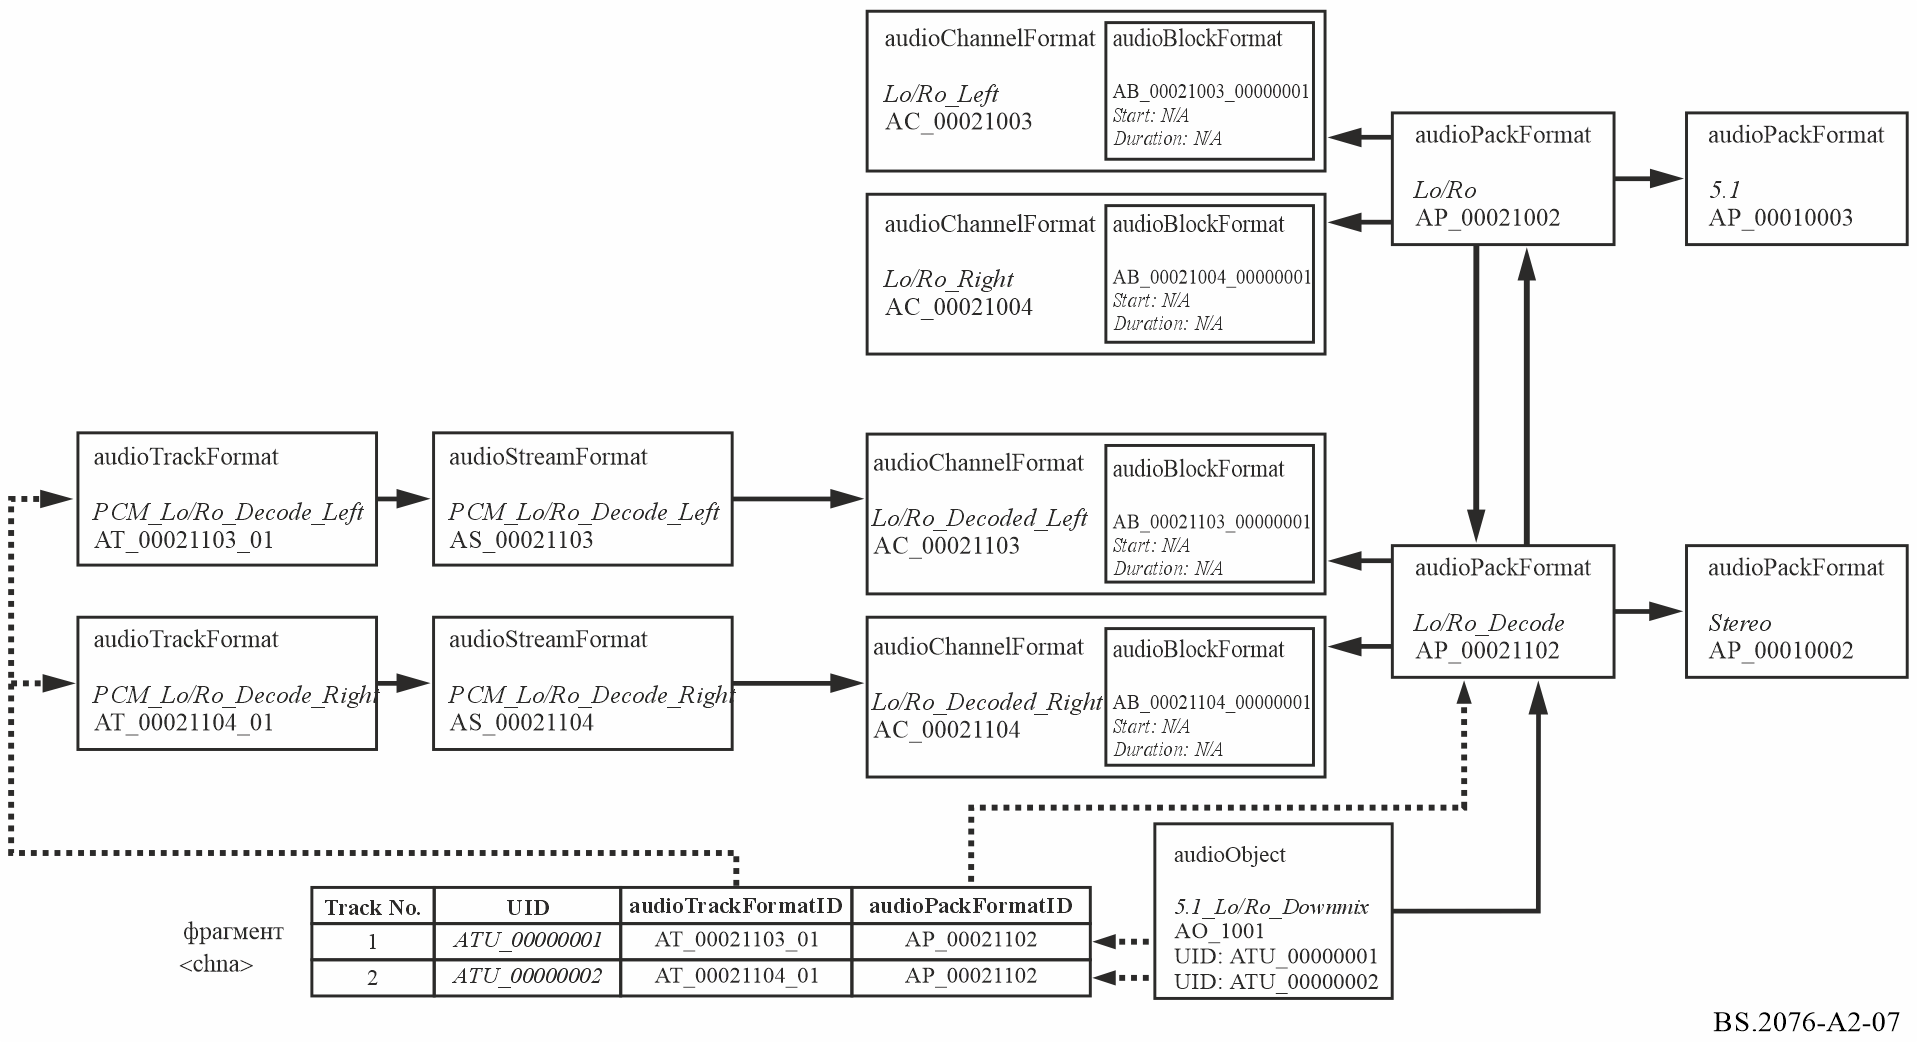 audioChannelFormat
Lo/Ro_Left
AC_00021003
audioBlockFormat
AB_00021003_00000001
Start: N/A
Duration: N/A
audioPackFormat
Lo/Ro
AP_00021002
audioPackFormat
5.1
AP_00010003
audioChannelFormat
Lo/Ro_Right
AC_00021004
audioBlockFormat
AB_00021004_00000001
Start: N/A
Duration: N/A
audioTrackFormat
PCM_Lo/Ro_Decode_Left
AT_00021103_01
audioStreamFormat
PCM_Lo/Ro_Decode_Left
AS_00021103
audioChannelFormat
Lo/Ro_Decoded_Left
AC_00021103
audioBlockFormat
AB_00021103_00000001
Start: N/A
Duration: N/A
audioPackFormat
Lo/Ro_Decode
AP_00021102
audioPackFormat
Stereo
AP_00010002
audioTrackFormat
PCM_Lo/Ro_Decode_Right
AT_00021104_01
audioStreamFormat
PCM_Lo/Ro_Decode_Right
AS_00021104
audioChannelFormat
Lo/Ro_Decoded_Right
AC_00021104
audioBlockFormat
AB_00021104_00000001
Start: N/A
Duration: N/A
audioObject
5.1_Lo/Ro_Downmix
AO_1001
UID: ATU_00000001
UID: ATU_00000002
фрагмент
<chna>
Track No. UID audioTrackFormatID audioPackFormatID
1 ATU_00000001 AT_00021103_01 AP_00021102
2 ATU_00000002 AT_00021104_01 AP_00021102
BS.2076-A2-07